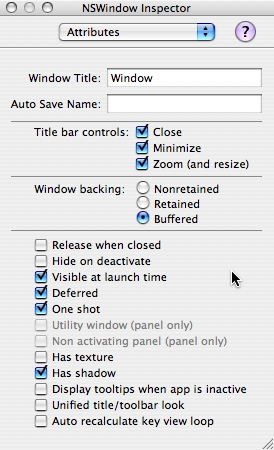 NSWindow Inspector
Attributes
?
Window Title: Window
Auto Save Name:
Title bar controls: Close
Minimize
Zoom (and resize)
Window backing: Nonretained
Retained
Buffered
Release when closed
Hide on deactivate
Visible at launch time
Deferred
One shot
Utility window (panel only)
Non activating panel (panel only)
Has texture
Has shadow
Display tooltips when app is inactive
Unified title/toolbar look
Auto recalculate key view loop